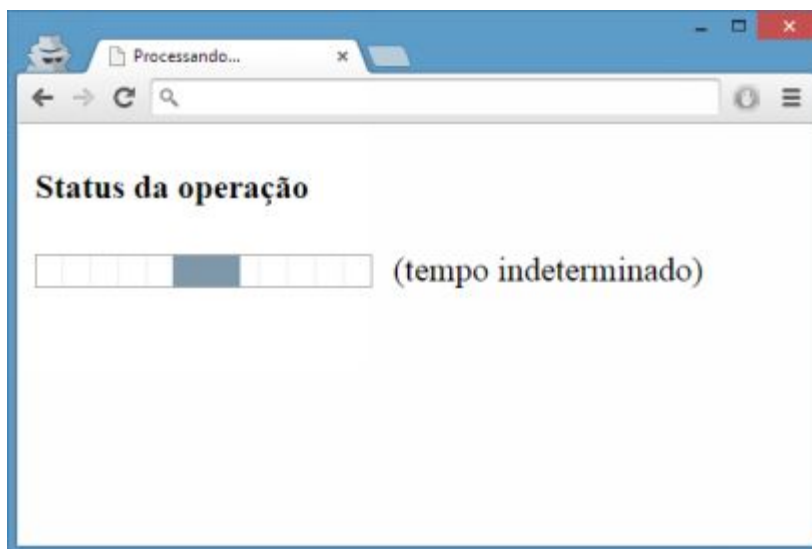 Processando...
Status da operação
(tempo indeterminado)